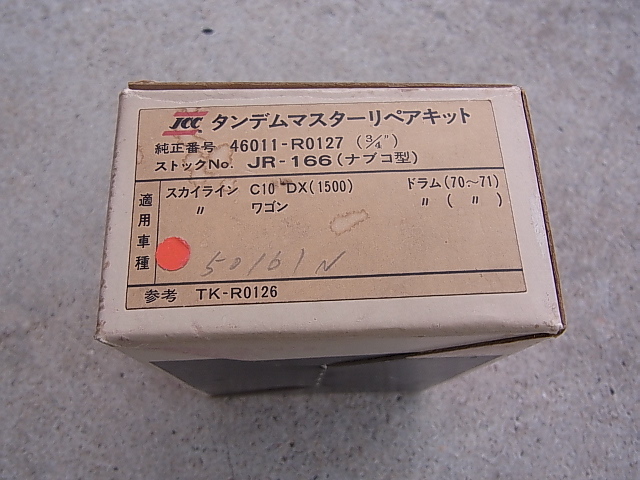 JCC タンデムマスターリペアキット
純正番号 46011-R0127 (3/4")
ストックNo. JR-166(ナブコ型)
適用車種
スカイライン C10 DX(1500) ドラム(70~71)
〃 ワゴン 〃 ( 〃 )
50161N
参考 TK-R0126